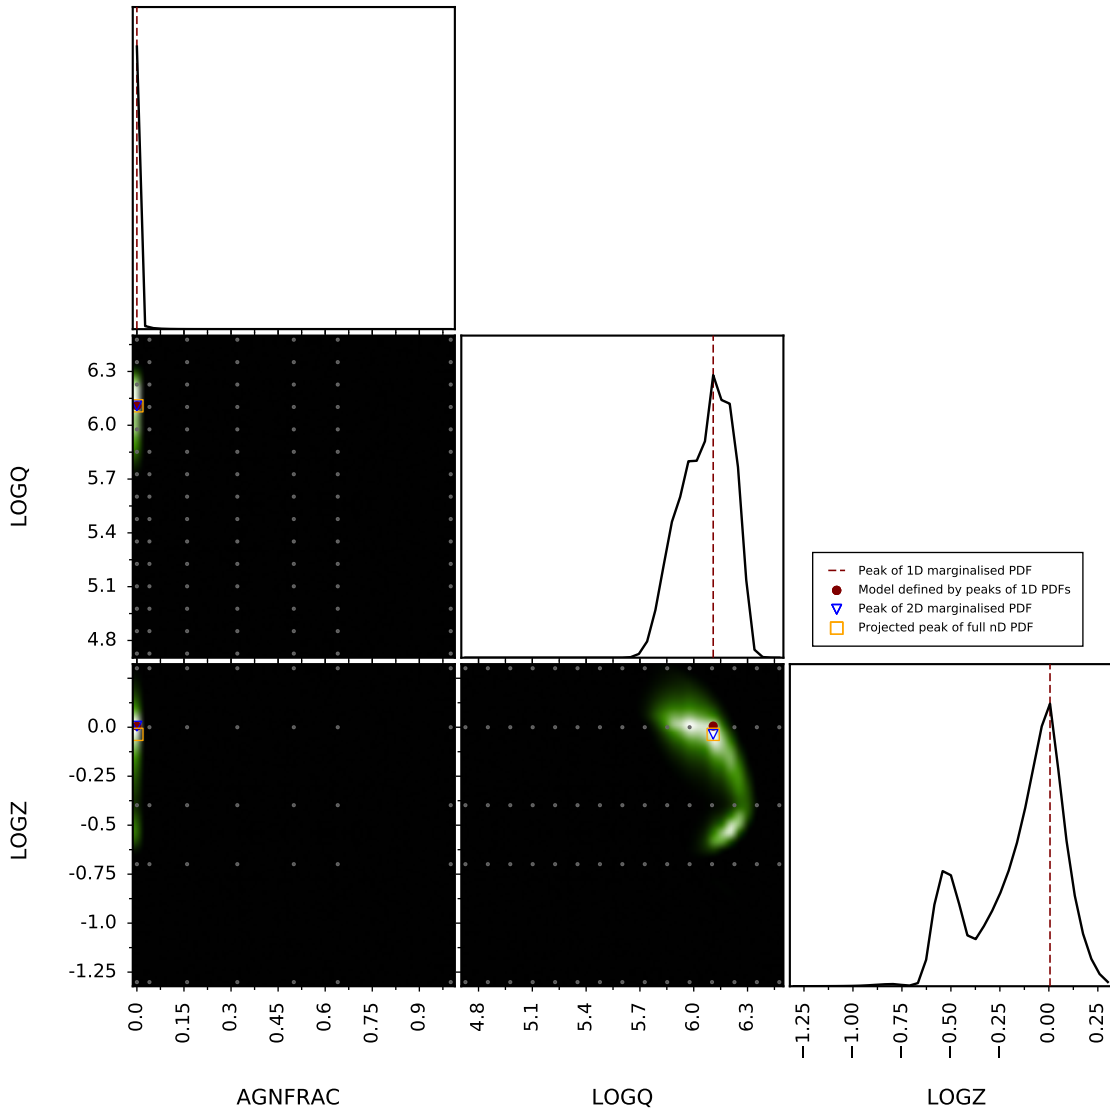 LOGQ
6.3
6.0
5.7
5.4
5.1
4.8
Peak of 1D marginalised PDF
Model defined by peaks of 1D PDFs
Peak of 2D marginalised PDF
Projected peak of full nD PDF
LOGZ
0.0
-0.25
-0.5
-0.75
-1.0
-1.25
0.0 0.15 0.3 0.45 0.6 0.75 0.9
4.8 5.1 5.4 5.7 6.0 6.3
−1.25 −1.00 −0.75 −0.50 −0.25 0.00 0.25
AGNFRAC LOGQ LOGZ